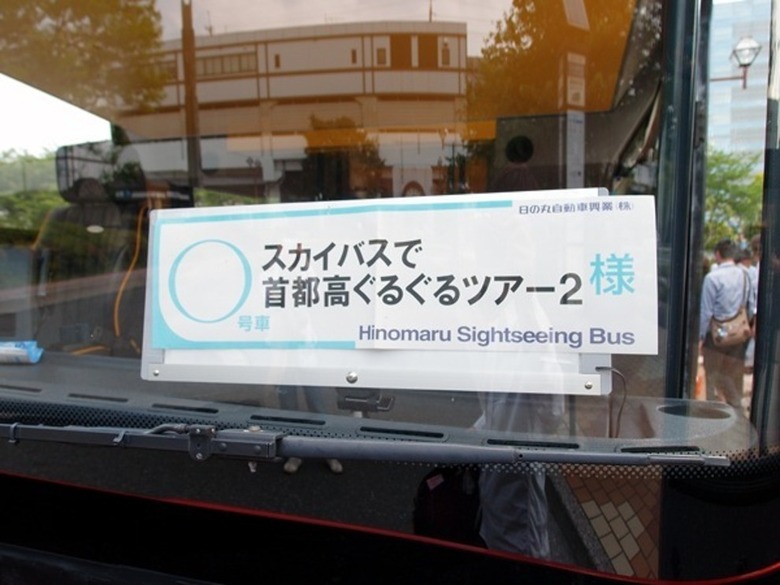 日の丸自動車興業(株)
スカイバスで
首都高ぐるぐるツアー2様
号車
Hinomaru Sightseeing Bus